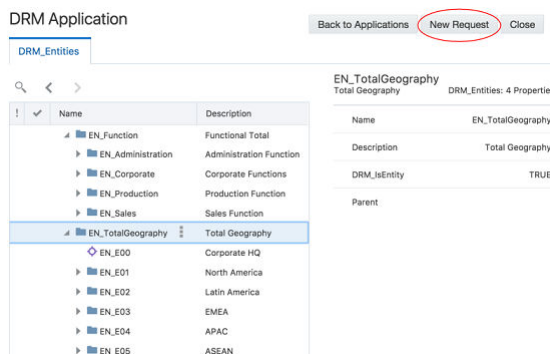 DRM Application
Back to Applications New Request Close
DRM_Entities
! Name Description
EN_Function Functional Total
EN_Administration Administration Function
EN_Corporate Corporate Functions
EN_Production Production Function
EN_Sales Sales Function
EN_TotalGeography Total Geography
EN_E00 Corporate HQ
EN_E01 North America
EN_E02 Latin America
EN_E03 EMEA
EN_E04 APAC
EN_E05 ASEAN
EN_TotalGeography
Total Geography DRM_Entities: 4 Propertie
Name EN_TotalGeography
Description Total Geography
DRM_IsEntity TRUE
Parent